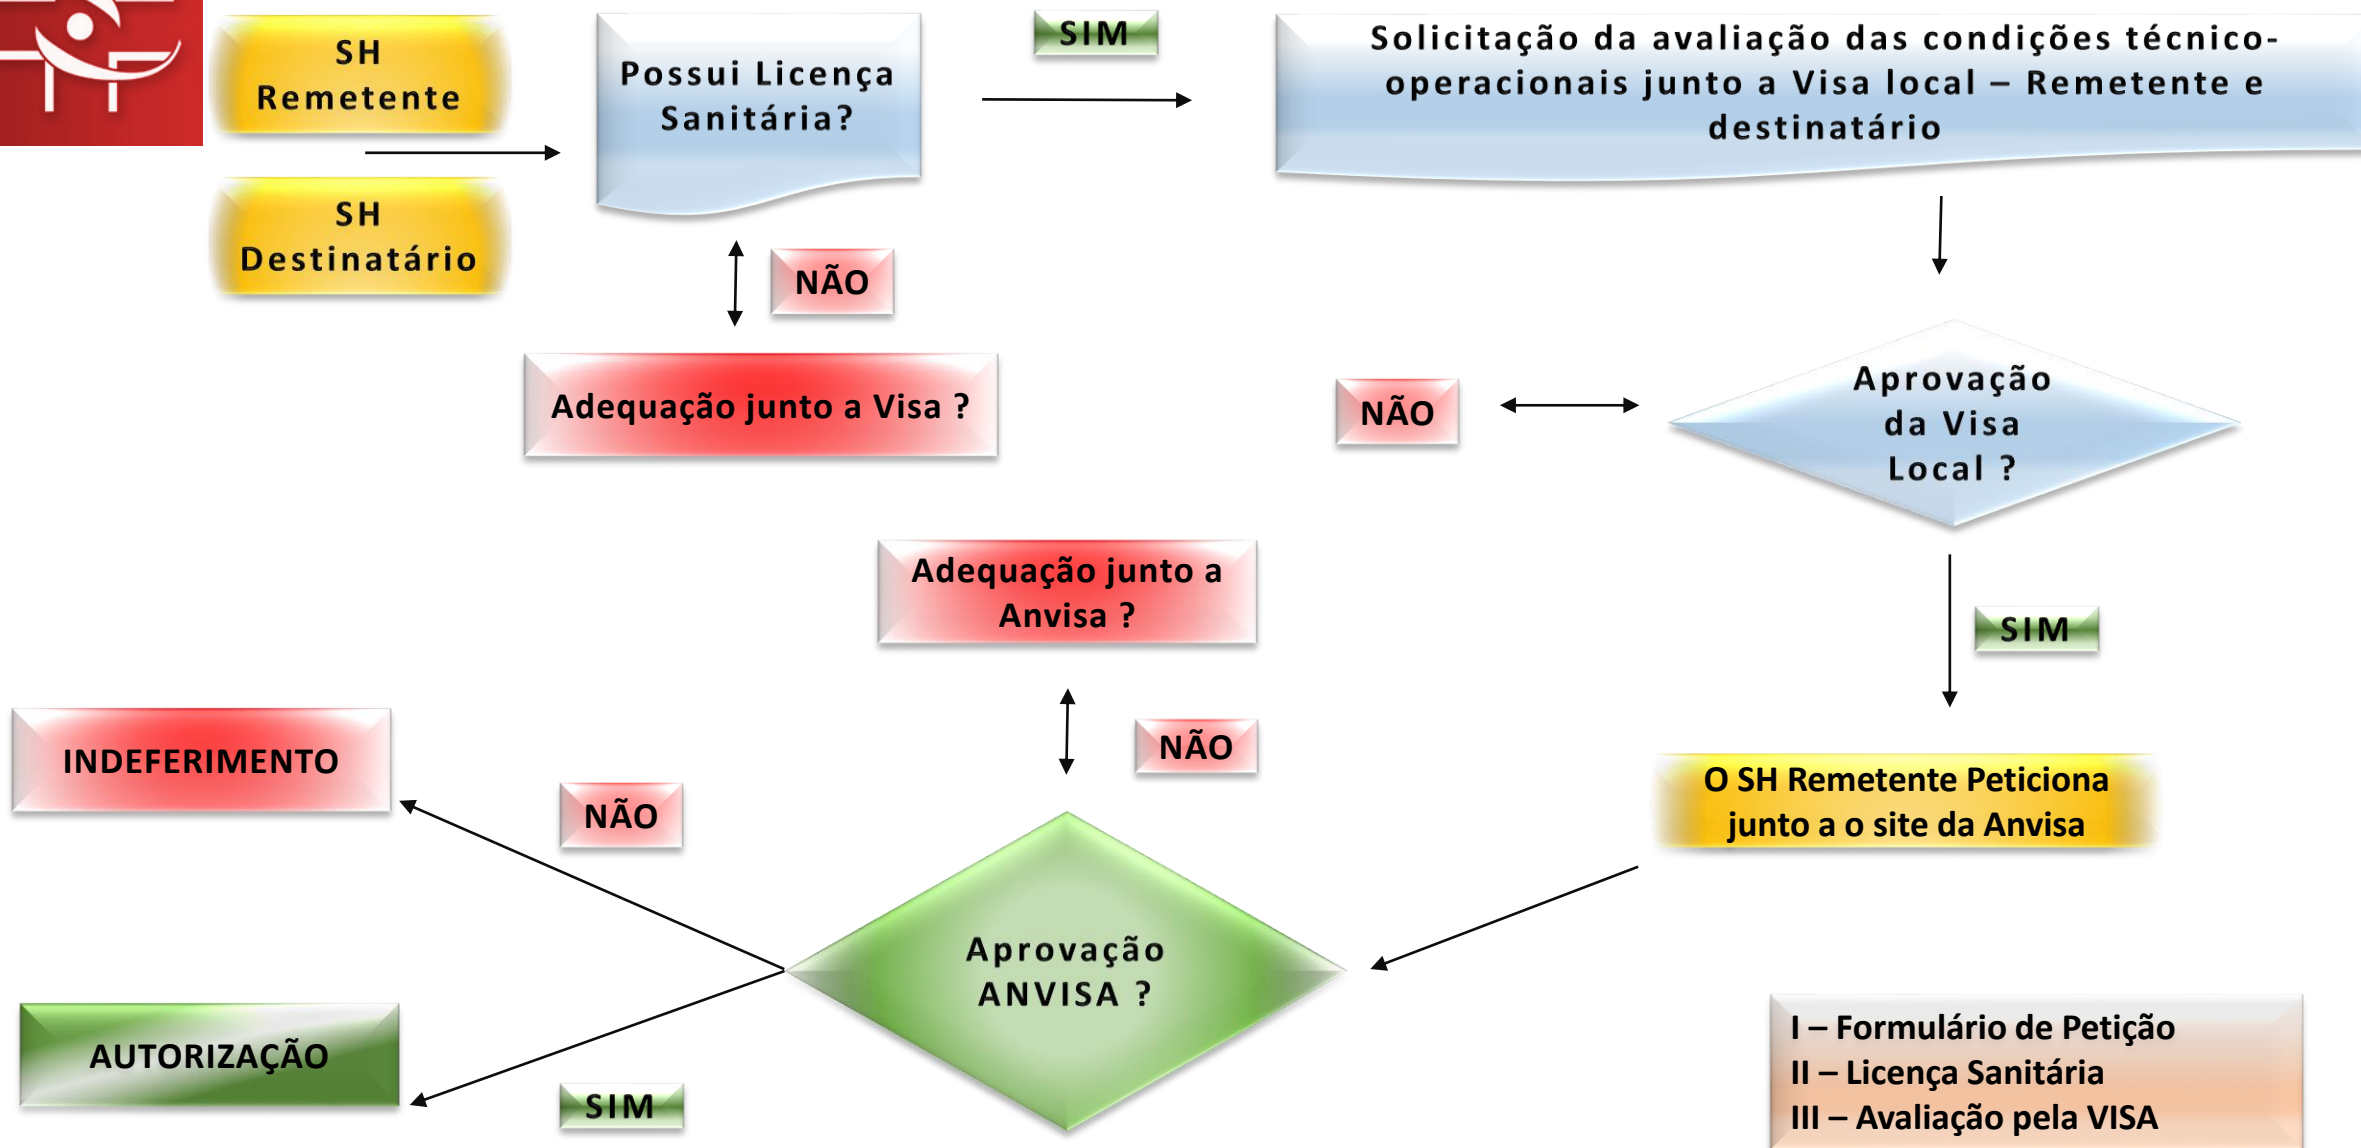 SH
Remetente
SH
Destinatário
Possui Licença
Sanitária?
SIM
Solicitação da avaliação das condições técnico-
operacionais junto a Visa local – Remetente e
destinatário
NÃO
Adequação junto a Visa ?
NÃO
Aprovação
da Visa
Local ?
SIM
Adequação junto a
Anvisa ?
NÃO
O SH Remetente Peticiona
junto a o site da Anvisa
INDEFERIMENTO
NÃO
Aprovação
ANVISA ?
AUTORIZAÇÃO
SIM
I – Formulário de Petição
II – Licença Sanitária
III – Avaliação pela VISA